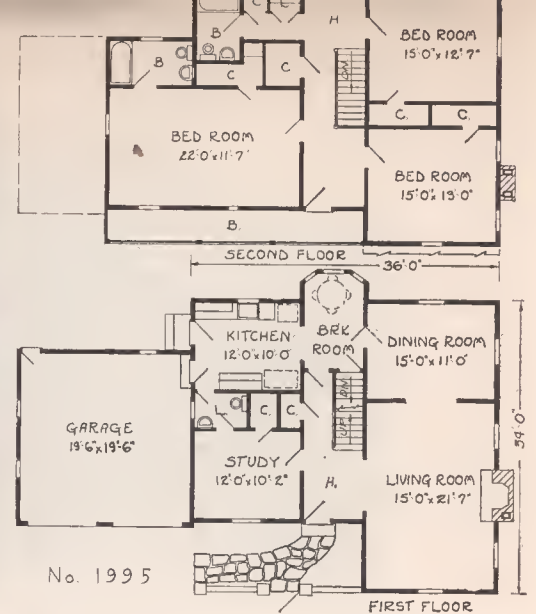 C
L
H
B
BED ROOM
15'-0"x12'-7"
B
C
C.
DN.
C.
C.
BED ROOM
22'-0"x11'-7"
BED ROOM
15'-0"x13'-0"
B.
SECOND FLOOR
36'-0"
KITCHEN
12'-0"x10'-0"
BRK
ROOM
DINING ROOM
15'-0"x11'-0"
L.
C.
C.
UP
DN.
GARAGE
19'-6"x19'-6"
STUDY
12'-0"x10'-2"
H.
LIVING ROOM
15'-0"x21'-7"
34'-0"
No. 1995
FIRST FLOOR